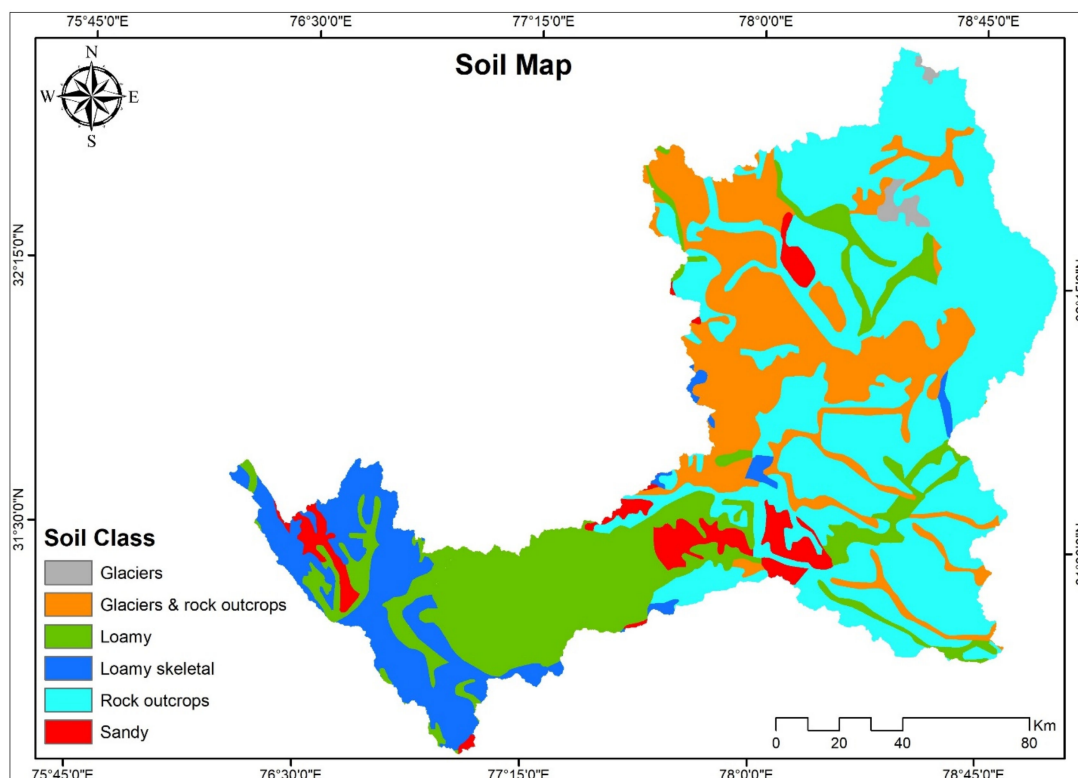 75°45'0"E 76°30'0"E 77°15'0"E 78°0'0"E 78°45'0"E
Soil Map
N
W E
S
32°15'0"N
31°30'0"N
Soil Class
Glaciers
Glaciers & rock outcrops
Loamy
Loamy skeletal
Rock outcrops
Sandy
Km
0 20 40 80
75°45'0"E 76°30'0"E 77°15'0"E 78°0'0"E 78°45'0"E